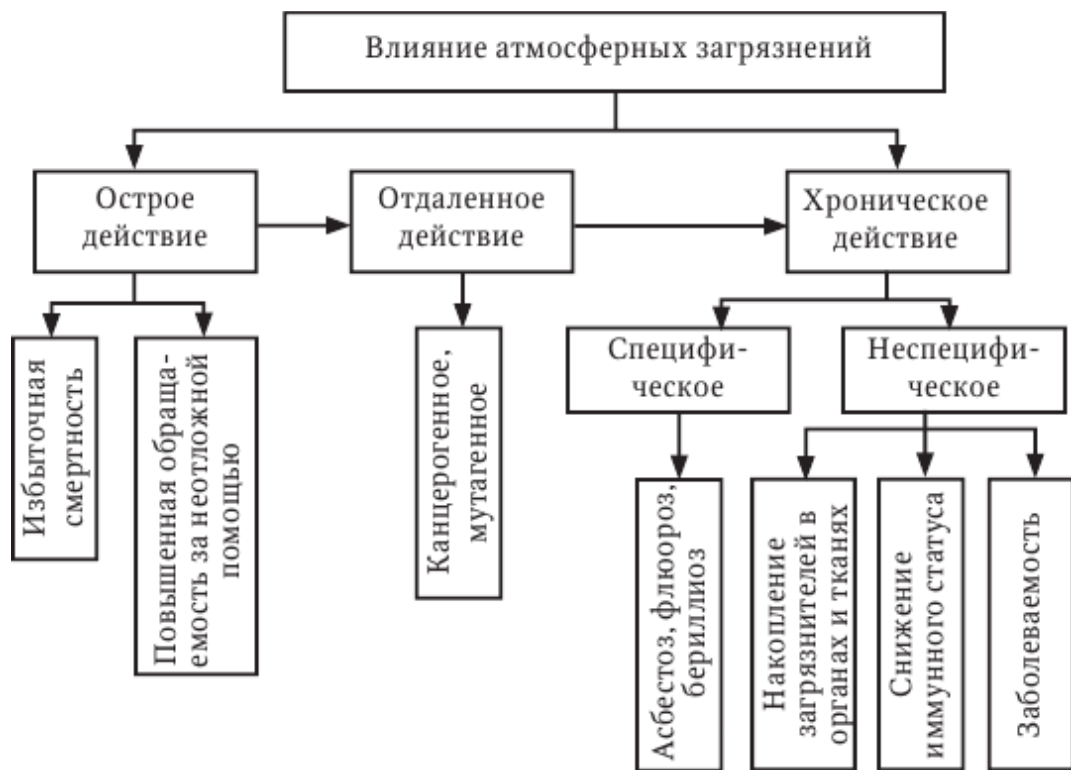 Влияние атмосферных загрязнений
Острое
действие
Отдаленное
действие
Хроническое
действие
Избыточная
смертность
Повышенная обраща-
емость за неотложной
помощью
Канцерогенное,
мутагенное
Специфи-
ческое
Неспецифи-
ческое
Асбестоз, флюороз,
бериллиоз
Накопление
загрязнителей в
органах и тканях
Снижение
иммунного статуса
Заболеваемость